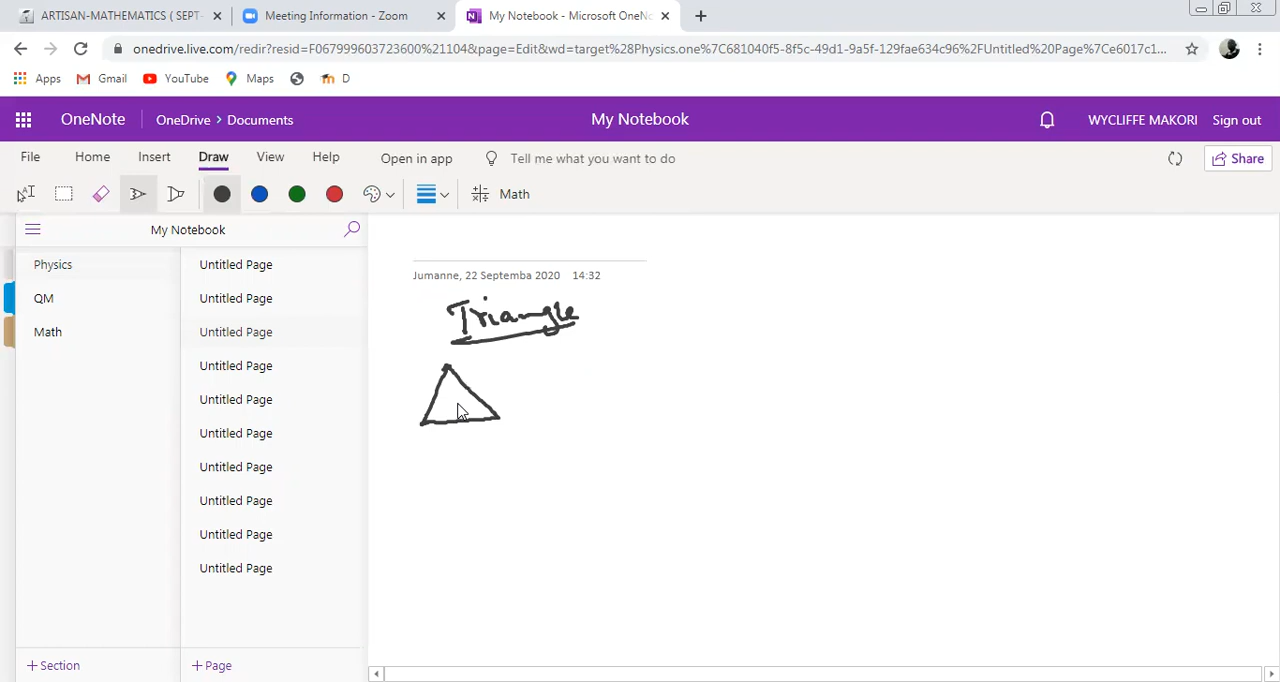 ARTISAN-MATHEMATICS ( SEPT-
Meeting Information - Zoom
My Notebook - Microsoft OneNo
onedrive.live.com/redir?resid=F067999603723600%21104&page=Edit&wd=target%28Physics.one%7C681040f5-8f5c-49d1-9a5f-129fae634c96%2FUntitled%20Page%7Ce6017c1...
Apps
Gmail
YouTube
Maps
D
OneNote
OneDrive > Documents
My Notebook
WYCLIFFE MAKORI
Sign out
File
Home
Insert
Draw
View
Help
Open in app
Tell me what you want to do
Share
Math
My Notebook
Physics
QM
Math
Untitled Page
Untitled Page
Untitled Page
Untitled Page
Untitled Page
Untitled Page
Untitled Page
Untitled Page
Untitled Page
Untitled Page
+ Section
+ Page
Jumanne, 22 Septemba 2020 14:32
Triangle